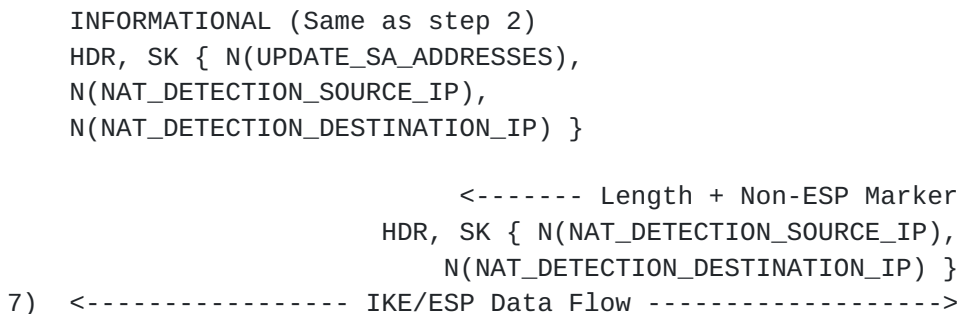 INFORMATIONAL (Same as step 2)
HDR, SK { N(UPDATE_SA_ADDRESSES),
N(NAT_DETECTION_SOURCE_IP),
N(NAT_DETECTION_DESTINATION_IP) }
<------- Length + Non-ESP Marker
HDR, SK { N(NAT_DETECTION_SOURCE_IP),
N(NAT_DETECTION_DESTINATION_IP) }
7) <----------------- IKE/ESP Data Flow ------------------->